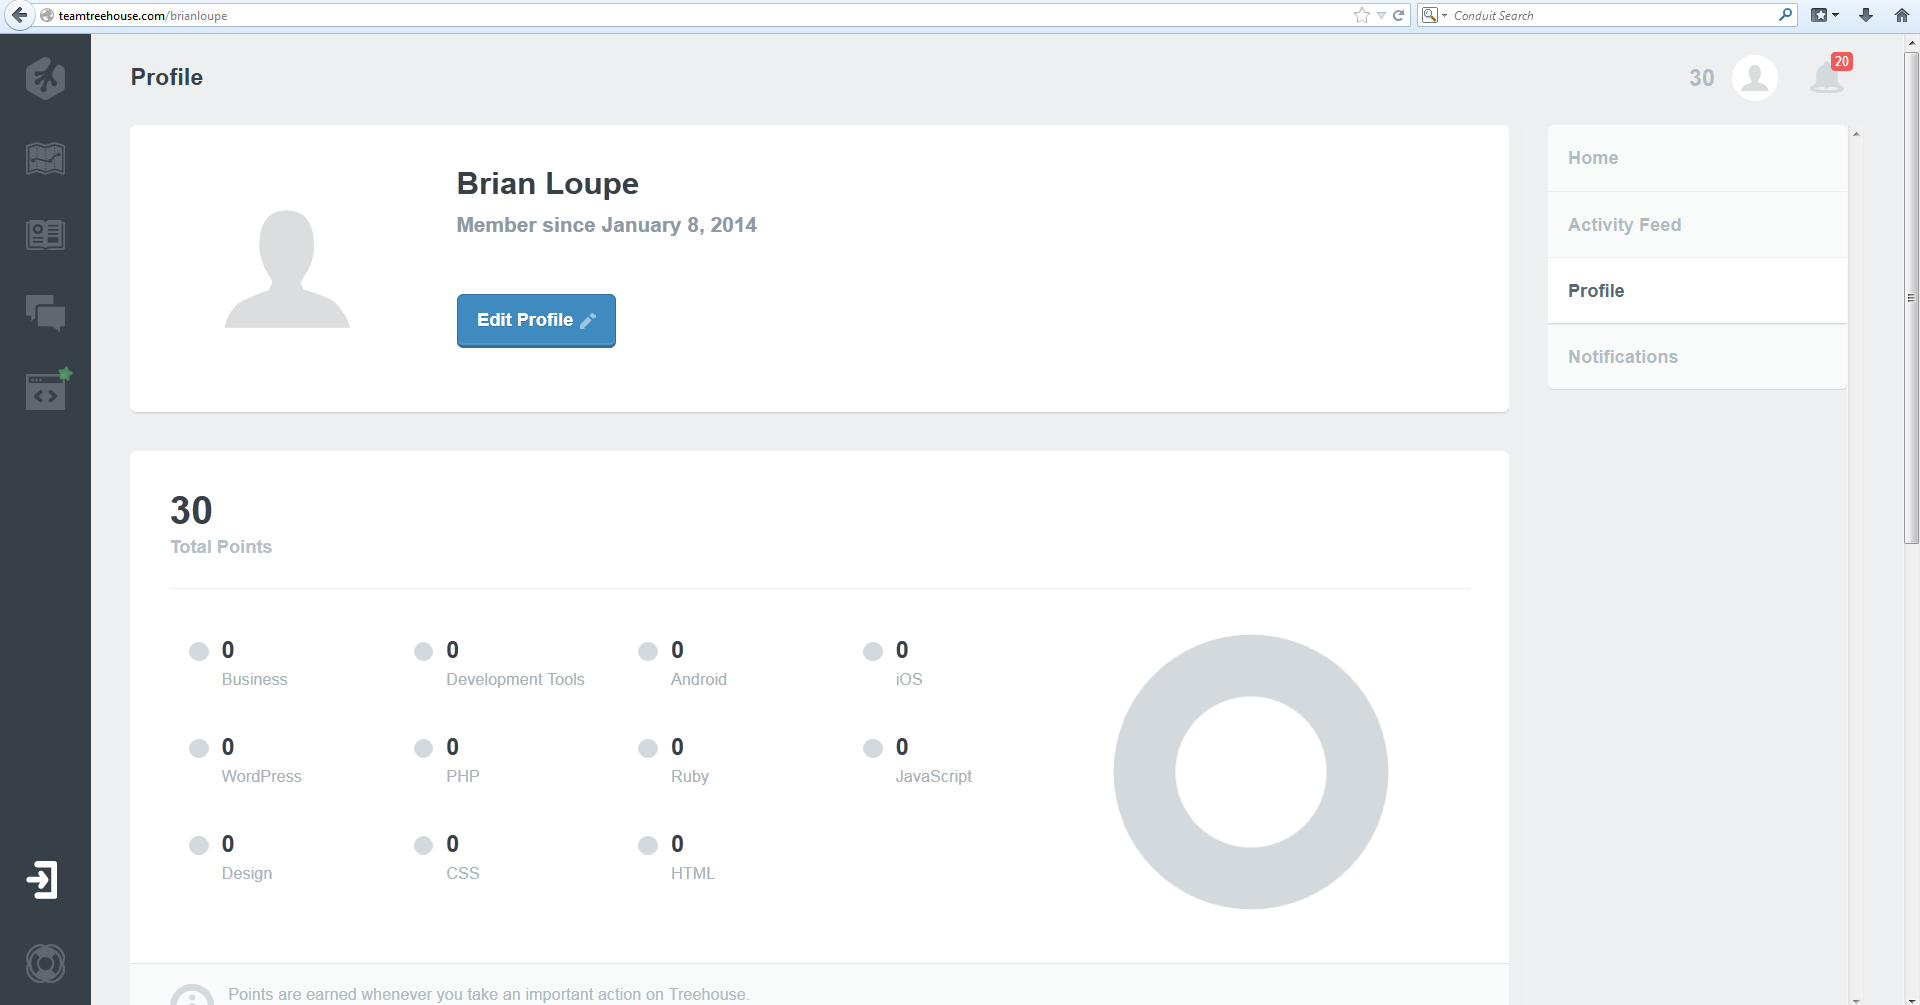 teamtreehouse.com/brianloupe
Conduit Search
Profile
30
20
Brian Loupe
Member since January 8, 2014
Edit Profile
Home
Activity Feed
Profile
Notifications
30
Total Points
0
Business
0
Development Tools
0
Android
0
iOS
0
WordPress
0
PHP
0
Ruby
0
JavaScript
0
Design
0
CSS
0
HTML
Points are earned whenever you take an important action on Treehouse.